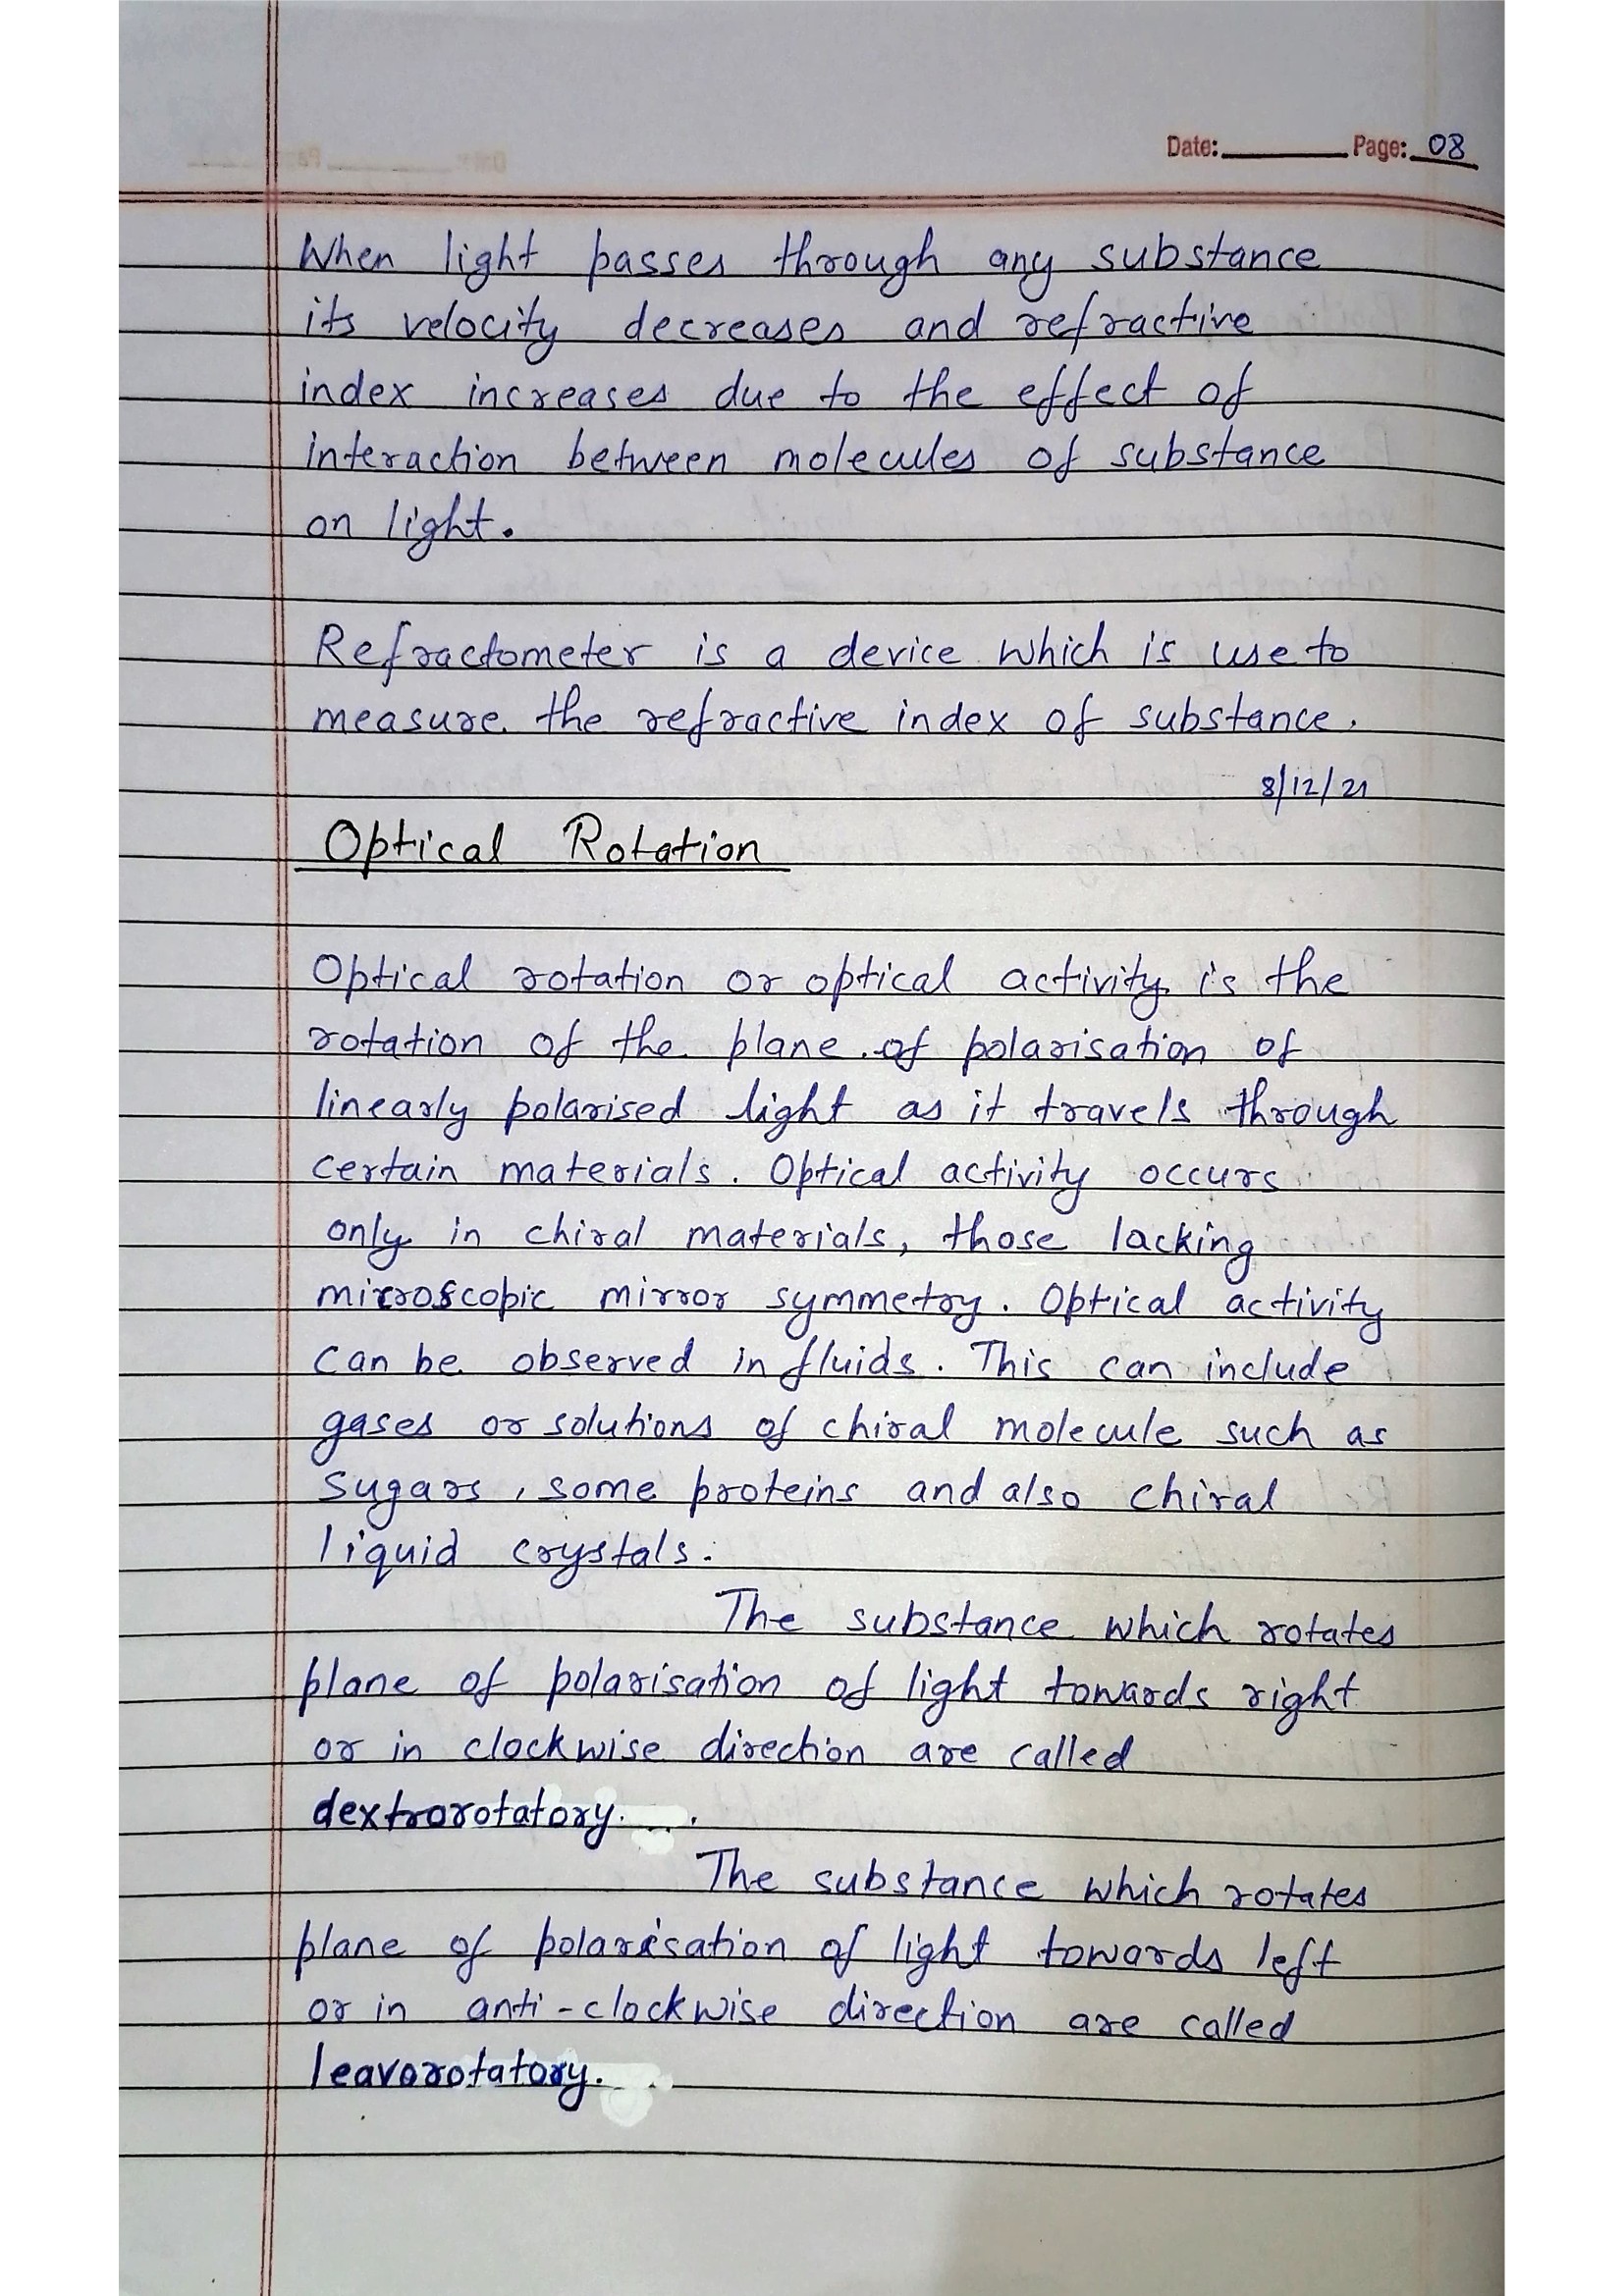 Date: Page: 08
When light passes through any substance
its velocity decreases and refractive
index increases due to the effect of
interaction between molecules of substance
on light.
Refractometer is a device which is use to
measure the refractive index of substance.
8/12/21
Optical Rotation
Optical rotation or optical activity is the
rotation of the plane of polarisation of
linearly polarised light as it travels through
certain materials. Optical activity occurs
only in chiral materials, those lacking
microscopic mirror symmetry. Optical activity
can be observed in fluids. This can include
gases or solutions of chiral molecule such as
sugars, some proteins and also chiral
liquid crystals.
The substance which rotates
plane of polarisation of light towards right
or in clockwise direction are called
dextrorotatory.
The substance which rotates
plane of polarisation of light towards left
or in anti-clockwise direction are called
leavorotatory.